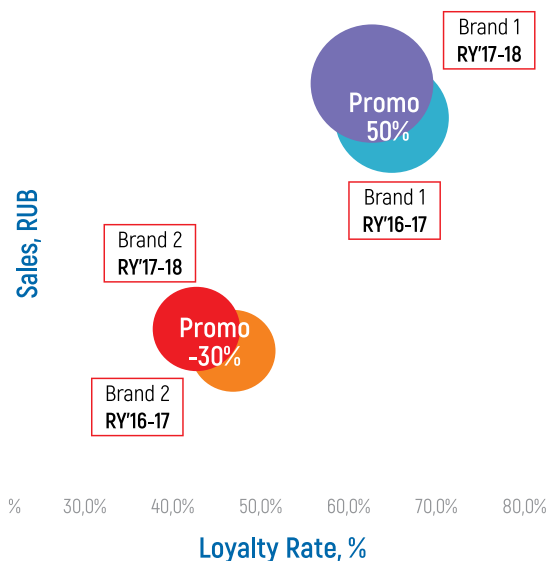 Brand 1
RY'17-18
Promo
50%
Brand 1
RY'16-17
Sales, RUB
Brand 2
RY'17-18
Promo
-30%
Brand 2
RY'16-17
% 30,0% 40,0% 50,0% 60,0% 70,0% 80,0%
Loyalty Rate, %